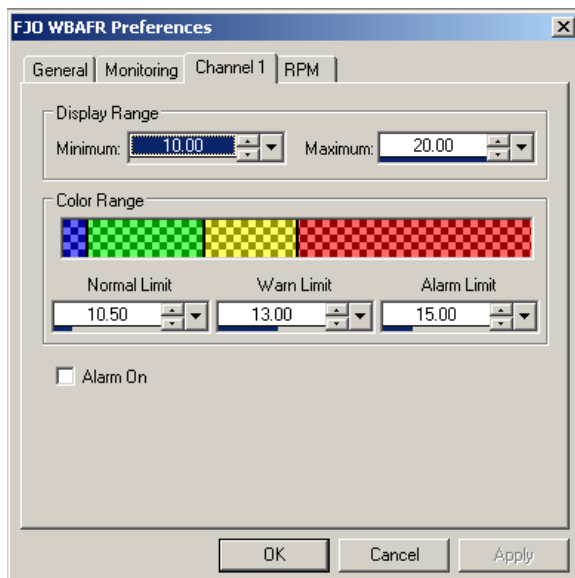 FJO WBAFR Preferences
General Monitoring Channel 1 RPM
Display Range
Minimum: 10.00 Maximum: 20.00
Color Range
Normal Limit Warn Limit Alarm Limit
10.50 13.00 15.00
Alarm On
OK Cancel Apply